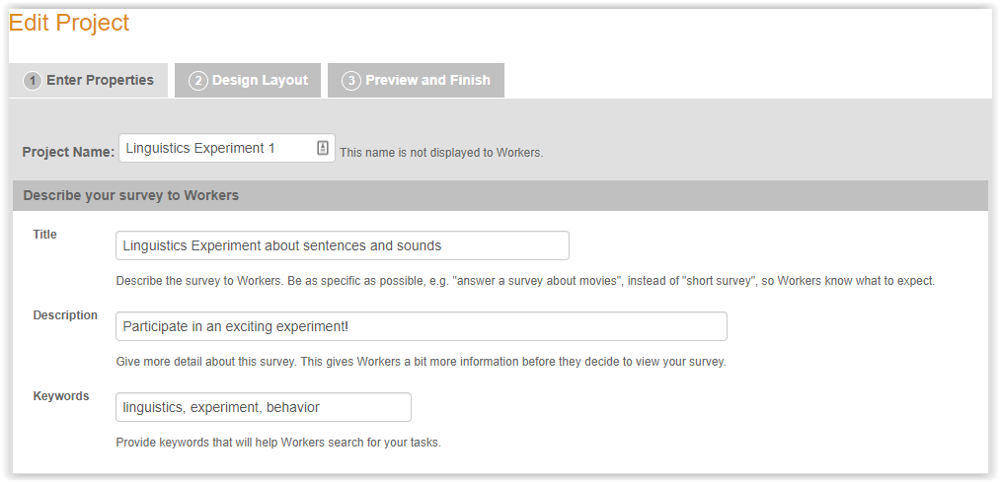 Edit Project
1 Enter Properties 2 Design Layout 3 Preview and Finish
Project Name: Linguistics Experiment 1 This name is not displayed to Workers.
Describe your survey to Workers
Title
Linguistics Experiment about sentences and sounds
Describe the survey to Workers. Be as specific as possible, e.g. "answer a survey about movies", instead of "short survey", so Workers know what to expect.
Description
Participate in an exciting experiment!
Give more detail about this survey. This gives Workers a bit more information before they decide to view your survey.
Keywords
linguistics, experiment, behavior
Provide keywords that will help Workers search for your tasks.